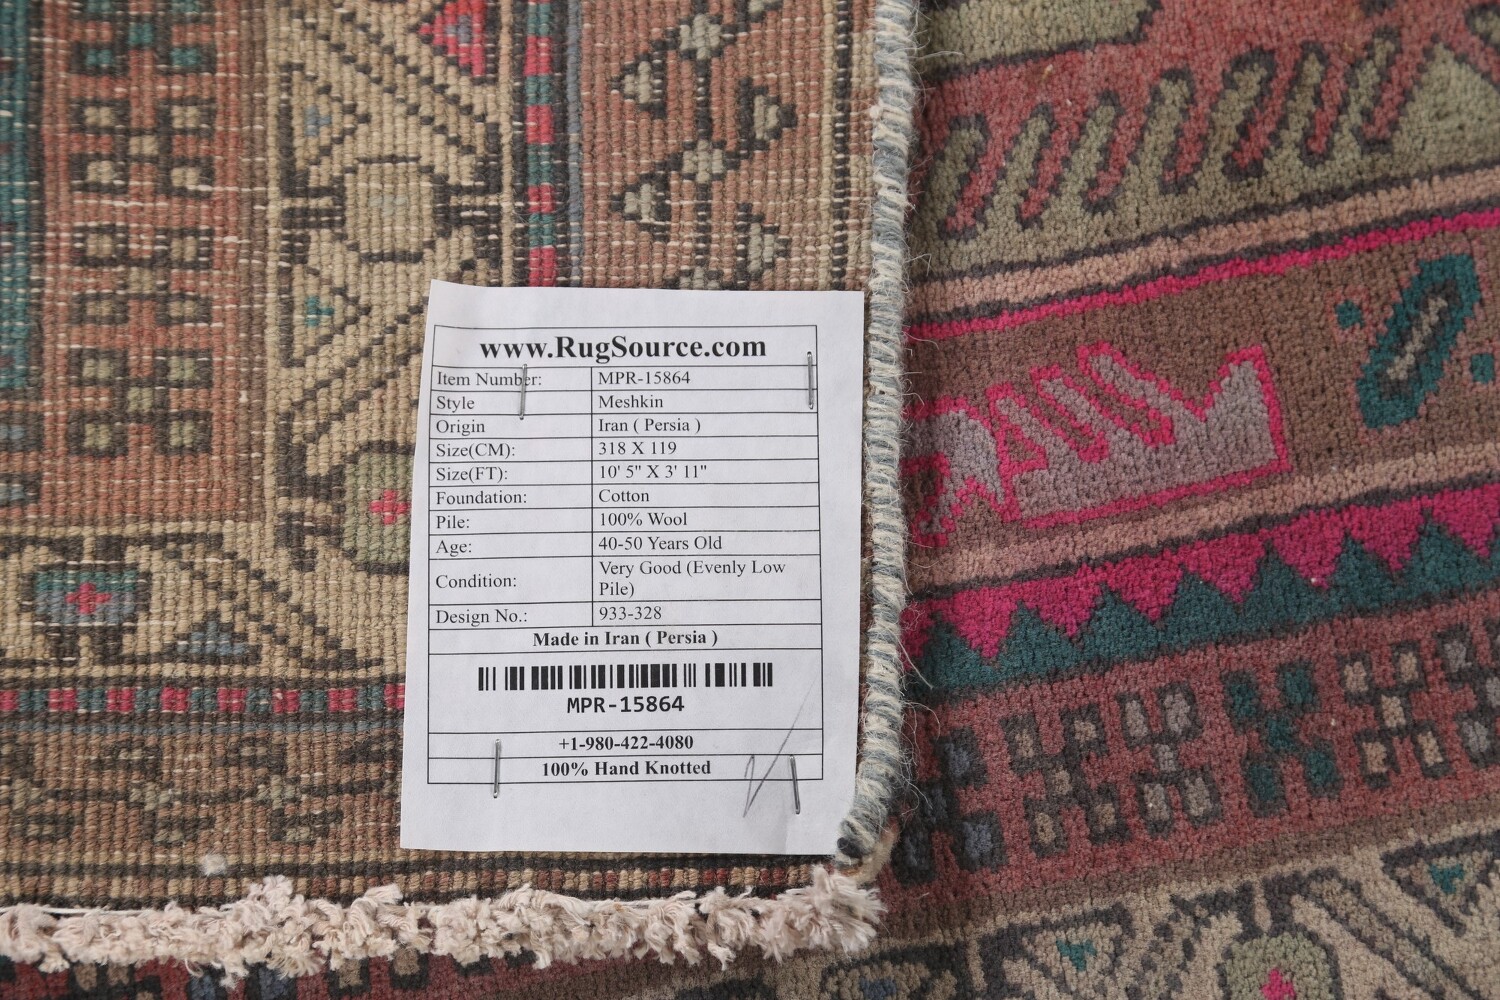 www.RugSource.com
Item Number: MPR-15864
Style Meshkin
Origin Iran ( Persia )
Size(CM): 318 X 119
Size(FT): 10' 5" X 3' 11"
Foundation: Cotton
Pile: 100% Wool
Age: 40-50 Years Old
Condition: Very Good (Evenly Low
Pile)
Design No.: 933-328
Made in Iran ( Persia )
MPR-15864
+1-980-422-4080
100% Hand Knotted